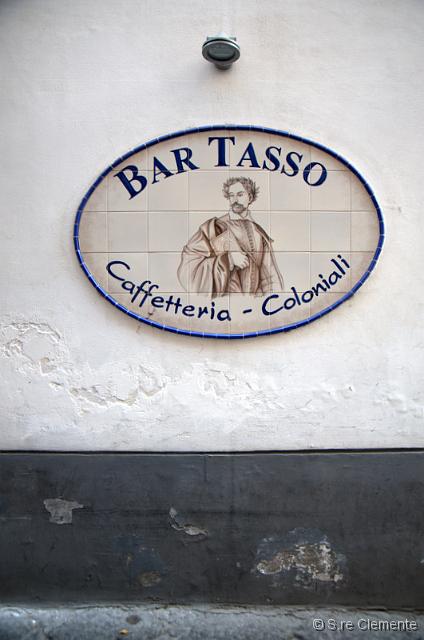 BAR TASSO
Caffetteria - Coloniali
© S.re Clemente